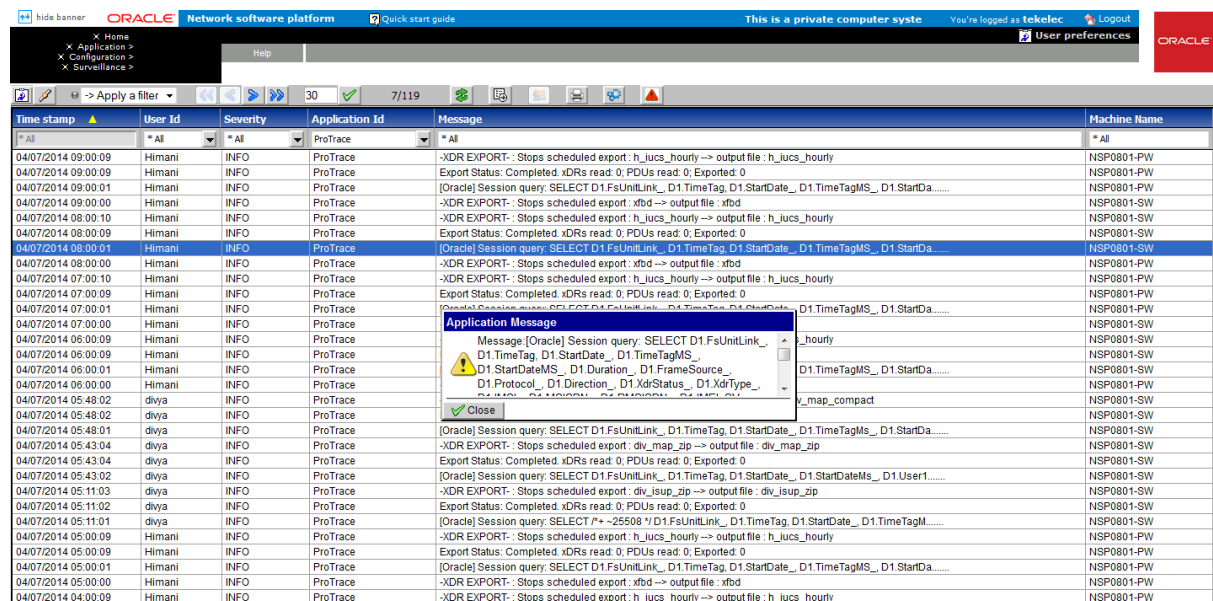 hide banner ORACLE Network software platform Quick start guide This is a private computer syste You're logged as tekelec Logout
Home User preferences ORACLE
Application >
Configuration > Help
Surveillance >
-> Apply a filter 30 7/119
Time stamp User Id Severity Application Id Message Machine Name
* All * All * All ProTrace * All * All
04/07/2014 09:00:09 Himani INFO ProTrace -XDR EXPORT- : Stops scheduled export : h_iucs_hourly --> output file : h_iucs_hourly NSP0801-PW
04/07/2014 09:00:09 Himani INFO ProTrace Export Status: Completed. xDRs read: 0; PDUs read: 0; Exported: 0 NSP0801-PW
04/07/2014 09:00:01 Himani INFO ProTrace [Oracle] Session query: SELECT D1.FsUnitLink_, D1.TimeTag, D1.StartDate_, D1.TimeTagMS_, D1.StartDa....... NSP0801-PW
04/07/2014 09:00:00 Himani INFO ProTrace -XDR EXPORT- : Stops scheduled export : xfbd --> output file : xfbd NSP0801-PW
04/07/2014 08:00:10 Himani INFO ProTrace -XDR EXPORT- : Stops scheduled export : h_iucs_hourly --> output file : h_iucs_hourly NSP0801-SW
04/07/2014 08:00:09 Himani INFO ProTrace Export Status: Completed. xDRs read: 0; PDUs read: 0; Exported: 0 NSP0801-SW
04/07/2014 08:00:01 Himani INFO ProTrace [Oracle] Session query: SELECT D1.FsUnitLink_, D1.TimeTag, D1.StartDate_, D1.TimeTagMS_, D1.StartDa....... NSP0801-SW
04/07/2014 08:00:00 Himani INFO ProTrace -XDR EXPORT- : Stops scheduled export : xfbd --> output file : xfbd NSP0801-SW
04/07/2014 07:00:10 Himani INFO ProTrace -XDR EXPORT- : Stops scheduled export : h_iucs_hourly --> output file : h_iucs_hourly NSP0801-SW
04/07/2014 07:00:09 Himani INFO ProTrace Export Status: Completed. xDRs read: 0; PDUs read: 0; Exported: 0 NSP0801-SW
04/07/2014 07:00:01 Himani INFO ProTrace [Oracle] Session query: SELECT D1.FsUnitLink_, D1.TimeTag, D1.StartDate_, D1.TimeTagMS_, D1.StartDa....... NSP0801-SW
04/07/2014 07:00:00 Himani INFO ProTrace NSP0801-SW
04/07/2014 06:00:09 Himani INFO ProTrace s_hourly NSP0801-SW
04/07/2014 06:00:09 Himani INFO ProTrace NSP0801-SW
04/07/2014 06:00:01 Himani INFO ProTrace D1.TimeTagMS_, D1.StartDa....... NSP0801-SW
04/07/2014 06:00:00 Himani INFO ProTrace NSP0801-PW
04/07/2014 05:48:02 divya INFO ProTrace v_map_compact NSP0801-SW
04/07/2014 05:48:02 divya INFO ProTrace NSP0801-SW
Application Message
Message:[Oracle] Session query: SELECT D1.FsUnitLink_,
D1.TimeTag, D1.StartDate_, D1.TimeTagMS_,
D1.StartDateMS_, D1.Duration_, D1.FrameSource_,
D1.Protocol_, D1.Direction_, D1.XdrStatus_, D1.XdrType_,
Close
04/07/2014 05:48:01 divya INFO ProTrace [Oracle] Session query: SELECT D1.FsUnitLink_, D1.TimeTag, D1.StartDate_, D1.TimeTagMs_, D1.StartDa....... NSP0801-SW
04/07/2014 05:43:04 divya INFO ProTrace -XDR EXPORT- : Stops scheduled export : div_map_zip --> output file : div_map_zip NSP0801-SW
04/07/2014 05:43:04 divya INFO ProTrace Export Status: Completed. xDRs read: 0; PDUs read: 0; Exported: 0 NSP0801-SW
04/07/2014 05:43:02 divya INFO ProTrace [Oracle] Session query: SELECT D1.FsUnitLink_, D1.TimeTag, D1.StartDate_, D1.StartDateMs_, D1.User1....... NSP0801-SW
04/07/2014 05:11:03 divya INFO ProTrace -XDR EXPORT- : Stops scheduled export : div_isup_zip --> output file : div_isup_zip NSP0801-SW
04/07/2014 05:11:02 divya INFO ProTrace Export Status: Completed. xDRs read: 0; PDUs read: 0; Exported: 0 NSP0801-SW
04/07/2014 05:11:01 divya INFO ProTrace [Oracle] Session query: SELECT /*+ ~25508 */ D1.FsUnitLink_, D1.TimeTag, D1.StartDate_, D1.TimeTagM....... NSP0801-SW
04/07/2014 05:00:09 Himani INFO ProTrace -XDR EXPORT- : Stops scheduled export : h_iucs_hourly --> output file : h_iucs_hourly NSP0801-PW
04/07/2014 05:00:09 Himani INFO ProTrace Export Status: Completed. xDRs read: 0; PDUs read: 0; Exported: 0 NSP0801-PW
04/07/2014 05:00:01 Himani INFO ProTrace [Oracle] Session query: SELECT D1.FsUnitLink_, D1.TimeTag, D1.StartDate_, D1.TimeTagMS_, D1.StartDa....... NSP0801-PW
04/07/2014 05:00:00 Himani INFO ProTrace -XDR EXPORT- : Stops scheduled export : xfbd --> output file : xfbd NSP0801-PW
04/07/2014 04:00:09 Himani INFO ProTrace -XDR EXPORT- : Stops scheduled export : h_iucs_hourly --> output file : h_iucs_hourly NSP0801-PW